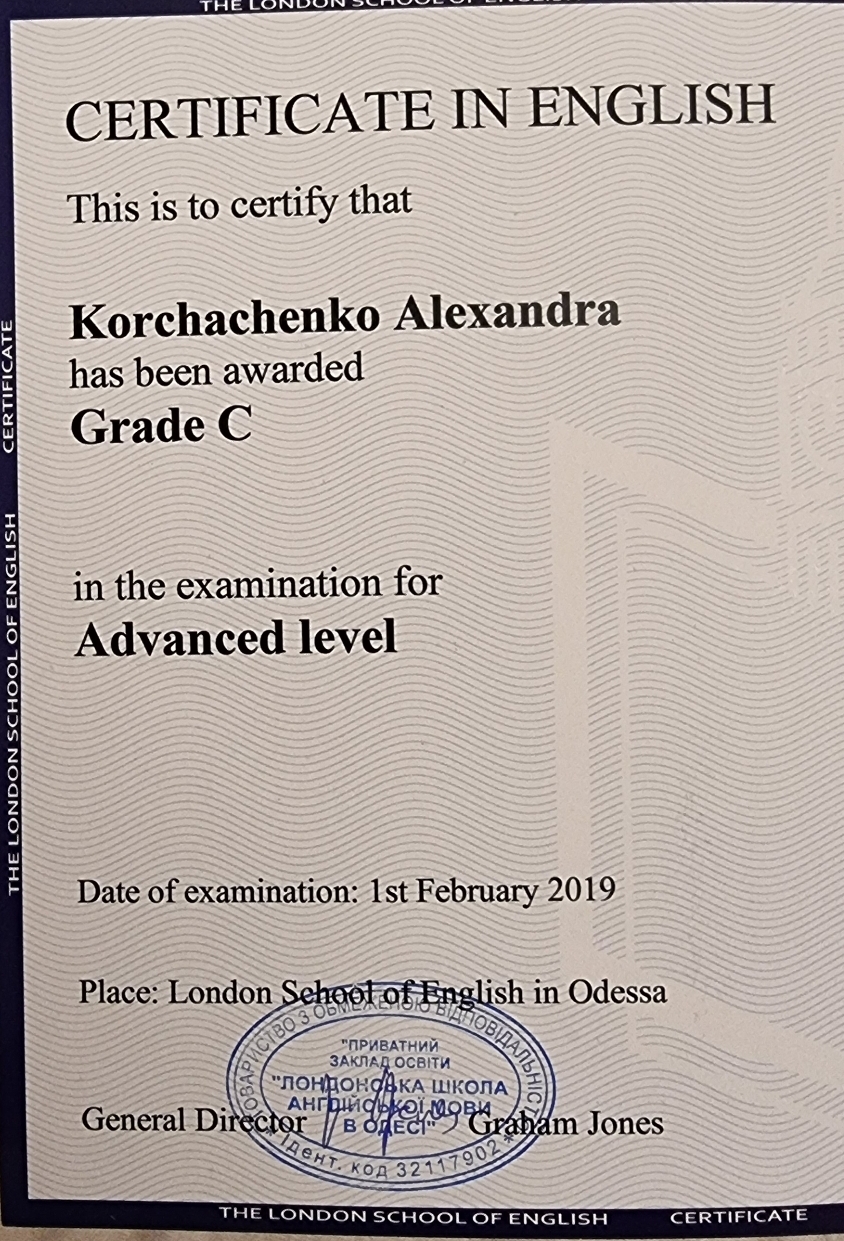 THE LONDON SCHOOL OF ENGLISH
CERTIFICATE IN ENGLISH
This is to certify that
Korchachenko Alexandra
has been awarded
Grade C
in the examination for
Advanced level
Date of examination: 1st February 2019
Place: London School of English in Odessa
General Director Graham Jones
ТОВАРИСТВО З ОБМЕЖЕНОЮ ВІДПОВІДАЛЬНІСТЮ
"ПРИВАТНИЙ
ЗАКЛАД ОСВІТИ
"ЛОНДОНСЬКА ШКОЛА
АНГЛІЙСЬКОЇ МОВИ
В ОДЕСІ"
* Ідент. код 32117902 *
THE LONDON SCHOOL OF ENGLISH CERTIFICATE
THE LONDON SCHOOL OF ENGLISH CERTIFICATE